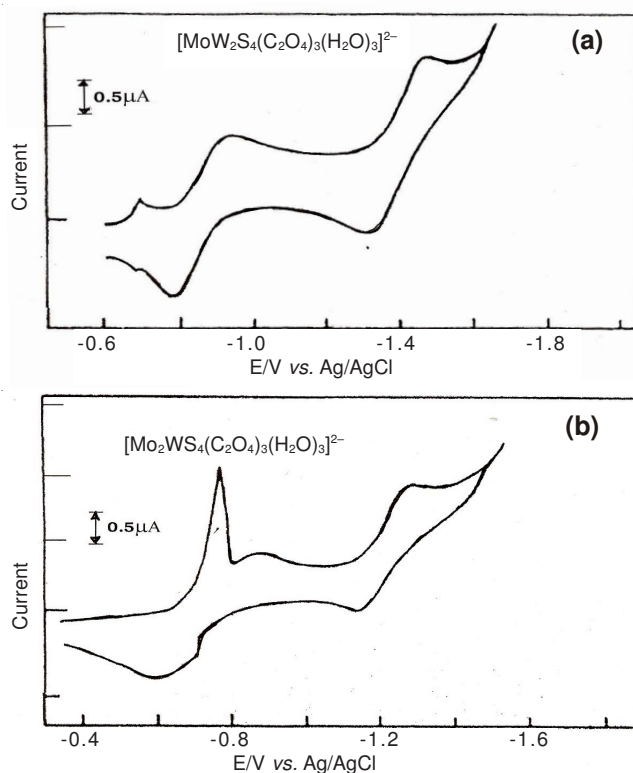 [MoW₂S₄(C₂O₄)₃(H₂O)₃]²⁻
(a)
0.5μA
Current
-0.6 -1.0 -1.4 -1.8
E/V vs. Ag/AgCl
(b)
[Mo₂WS₄(C₂O₄)₃(H₂O)₃]²⁻
0.5μA
Current
-0.4 -0.8 -1.2 -1.6
E/V vs. Ag/AgCl